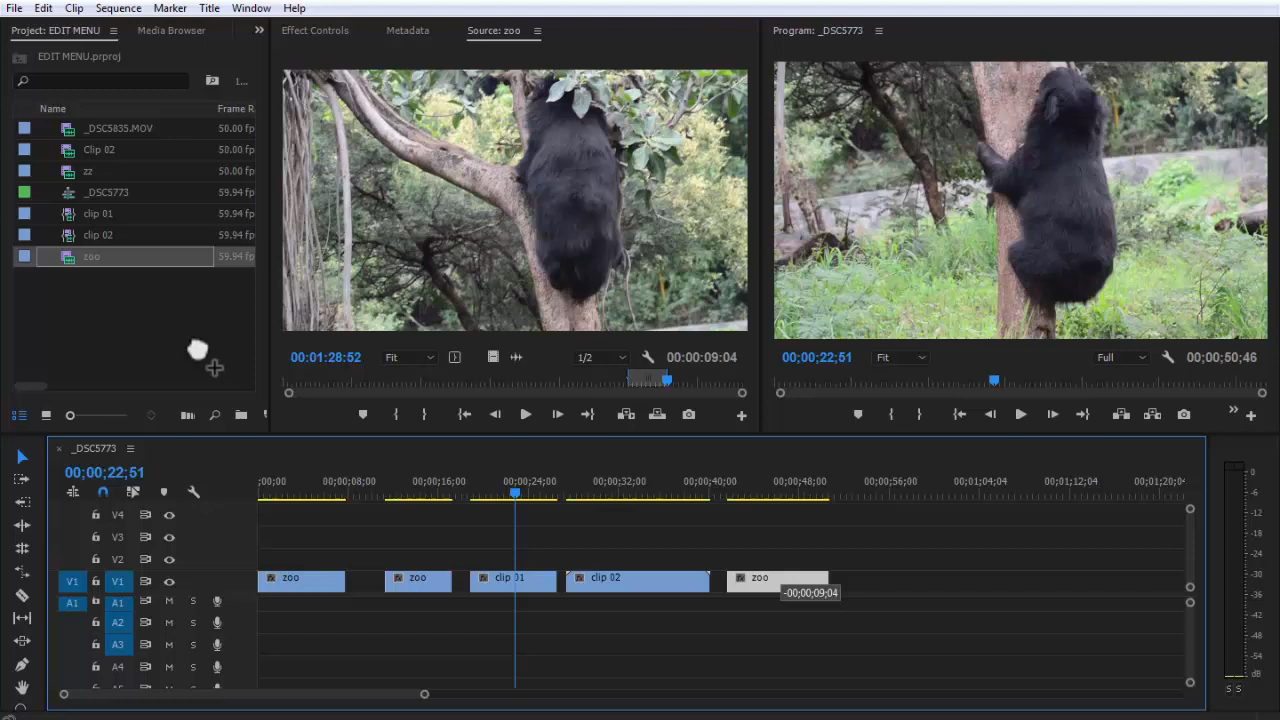 File Edit Clip Sequence Marker Title Window Help
Project: EDIT MENU Media Browser
EDIT MENU.prproj
1...
Name Frame R
_DSC5835.MOV 50.00 fp
Clip 02 50.00 fp
zz 50.00 fp
_DSC5773 59.94 fp
clip 01 59.94 fp
clip 02 59.94 fp
zoo 59.94 fp
Effect Controls Metadata Source: zoo
00:01:28:52 Fit 1/2 00:00:09:04
Program: _DSC5773
00;00;22;51 Fit Full 00;00;50;46
_DSC5773
00;00;22;51
;00;00 00;00;08;00 00;00;16;00 00;00;24;00 00;00;32;00 00;00;40;00 00;00;48;00 00;00;56;00 00;01;04;04 00;01;12;04 00;01;20;04
V4
V3
V2
V1 V1 zoo zoo clip 01 clip 02 zoo
-00;00;09;04
A1 A1 M S
A2 M S
A3 M S
A4 M S
0
-6
-12
-18
-24
-30
-36
-42
-48
-54
dB
S S